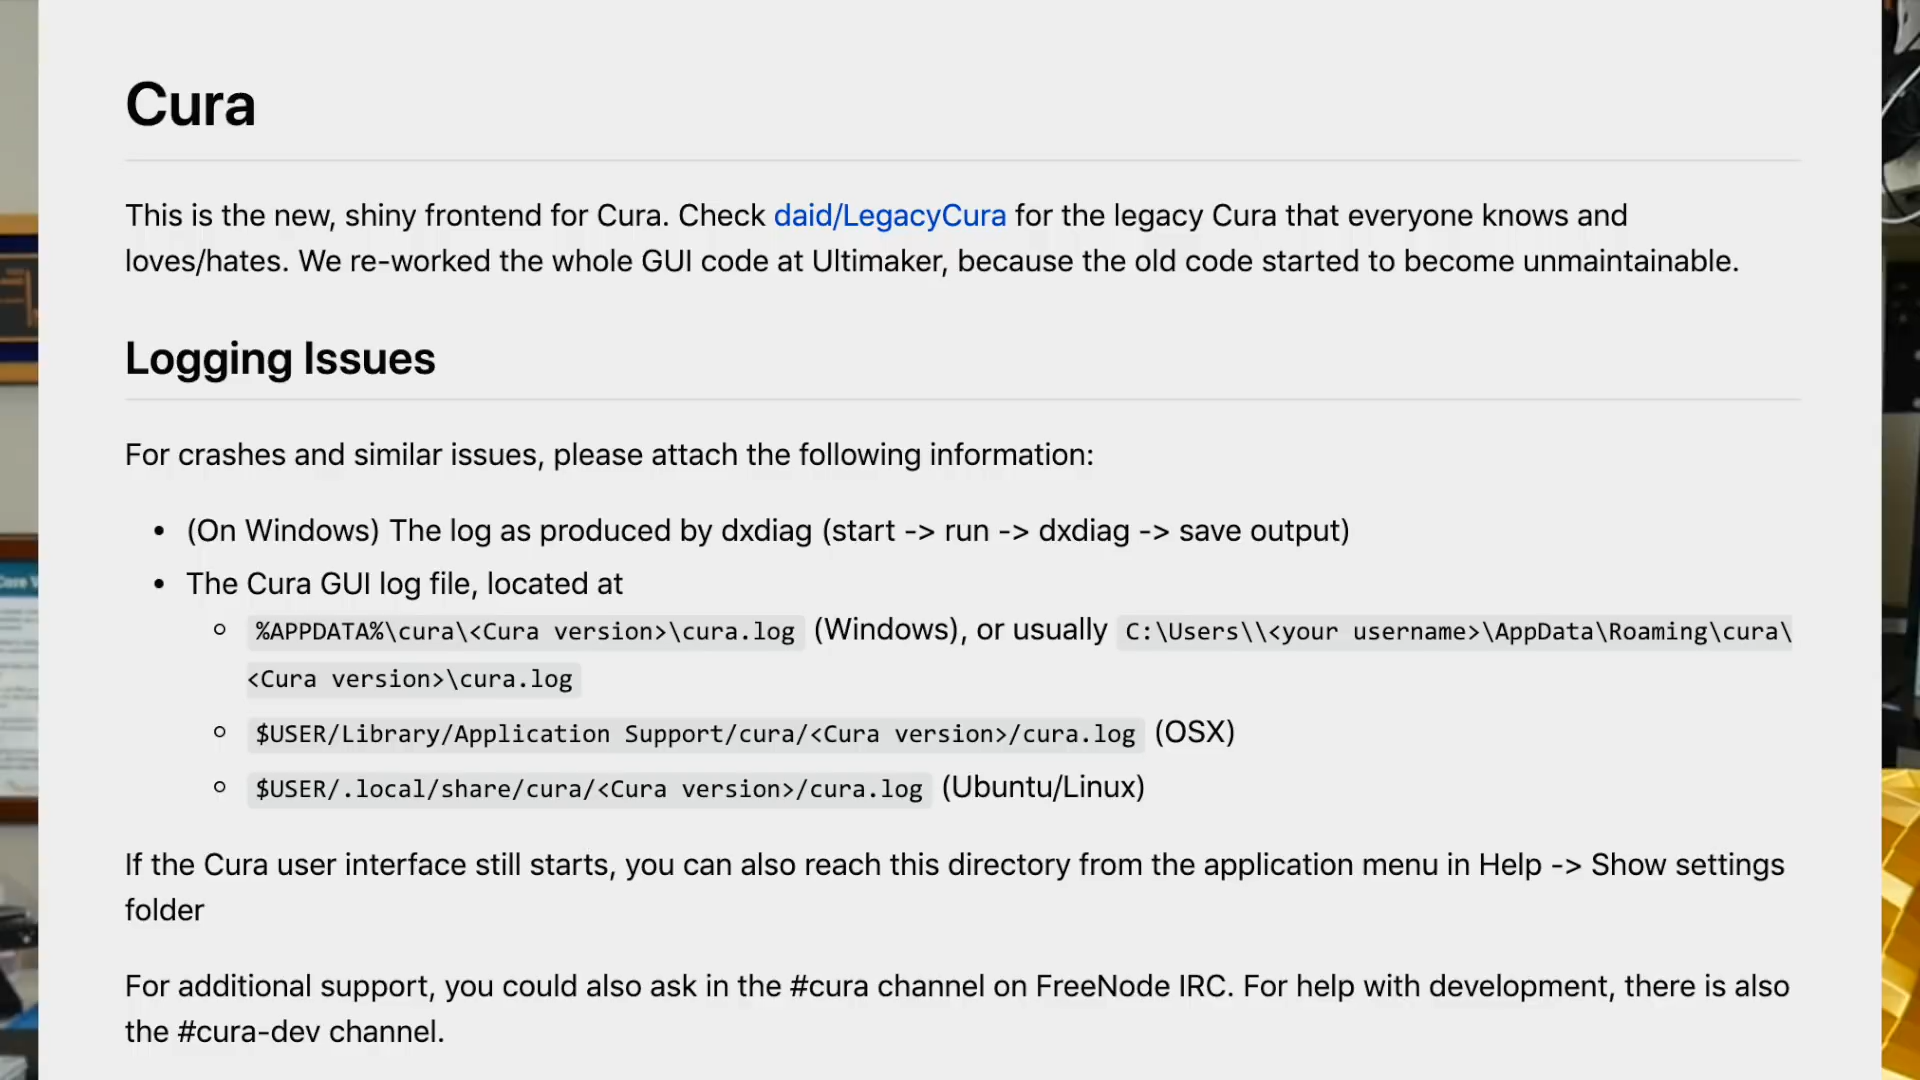 Cura
This is the new, shiny frontend for Cura. Check daid/LegacyCura for the legacy Cura that everyone knows and
loves/hates. We re-worked the whole GUI code at Ultimaker, because the old code started to become unmaintainable.
Logging Issues
For crashes and similar issues, please attach the following information:
• (On Windows) The log as produced by dxdiag (start -> run -> dxdiag -> save output)
• The Cura GUI log file, located at
○ %APPDATA%\cura\<Cura version>\cura.log (Windows), or usually C:\Users\\<your username>\AppData\Roaming\cura\
<Cura version>\cura.log
○ $USER/Library/Application Support/cura/<Cura version>/cura.log (OSX)
○ $USER/.local/share/cura/<Cura version>/cura.log (Ubuntu/Linux)
If the Cura user interface still starts, you can also reach this directory from the application menu in Help -> Show settings
folder
For additional support, you could also ask in the #cura channel on FreeNode IRC. For help with development, there is also
the #cura-dev channel.